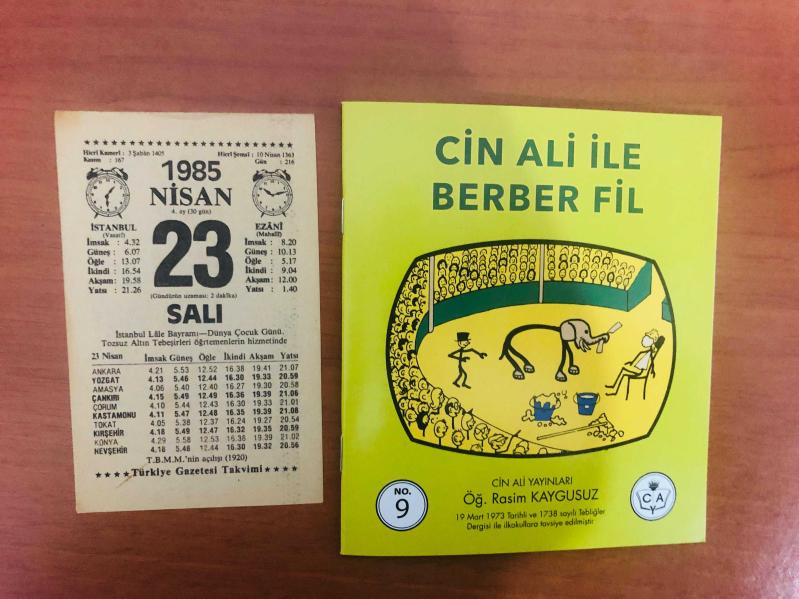 Hicrî Kamerî : 3 Şâbân 1405
Kasım : 167
Hicrî Şemsî : 10 Nisan 1363
Gün : 216
1985
NİSAN
4. ay (30 gün)
İSTANBUL
(Vasatî)
İmsak : 4.32
Güneş : 6.07
Öğle : 13.07
İkindi : 16.54
Akşam : 19.58
Yatsı : 21.26
23
EZÂNÎ
(Mahallî)
İmsak : 8.20
Güneş : 10.13
Öğle : 5.17
İkindi : 9.04
Akşam : 12.00
Yatsı : 1.40
(Gündüzün uzaması: 2 dakîka)
SALI
İstanbul Lâle Bayramı—Dünya Çocuk Günü.
Tozsuz Altın Tebeşirleri öğretmenlerin hizmetinde
23 Nisan İmsak Güneş Öğle İkindi Akşam Yatsı
ANKARA 4.21 5.53 12.52 16.38 19.41 21.07
YOZGAT 4.13 5.46 12.44 16.30 19.33 20.59
AMASYA 4.06 5.40 12.40 16.27 19.30 20.58
ÇANKIRI 4.15 5.49 12.49 16.36 19.39 21.06
ÇORUM 4.10 5.44 12.43 16.30 19.33 21.01
KASTAMONU 4.11 5.47 12.48 16.35 19.39 21.08
TOKAT 4.05 5.38 12.37 16.24 19.27 20.54
KIRŞEHİR 4.18 5.49 12.47 16.32 19.35 20.59
KONYA 4.29 5.58 12.53 16.38 19.39 21.02
NEVŞEHİR 4.18 5.48 12.44 16.30 19.32 20.56
T.B.M.M.'nin açılışı (1920)
Türkiye Gazetesi Takvimi
CİN ALİ İLE
BERBER FİL
NO.
9
CİN ALİ YAYINLARI
Öğ. Rasim KAYGUSUZ
19 Mart 1973 Tarihli ve 1738 sayılı Tebliğler
Dergisi ile ilkokullara tavsiye edilmiştir
C A
Y